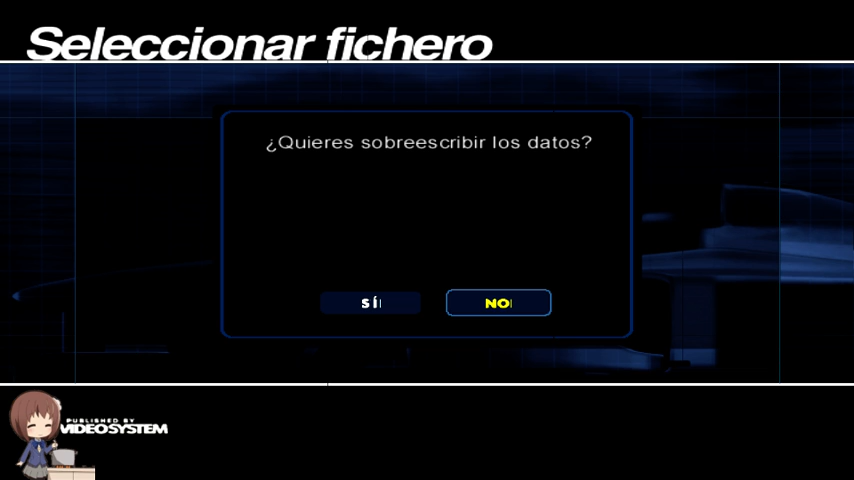 Seleccionar fichero
¿Quieres sobreescribir los datos?
SÍ
NO
PUBLISHED BY
VIDEOSYSTEM